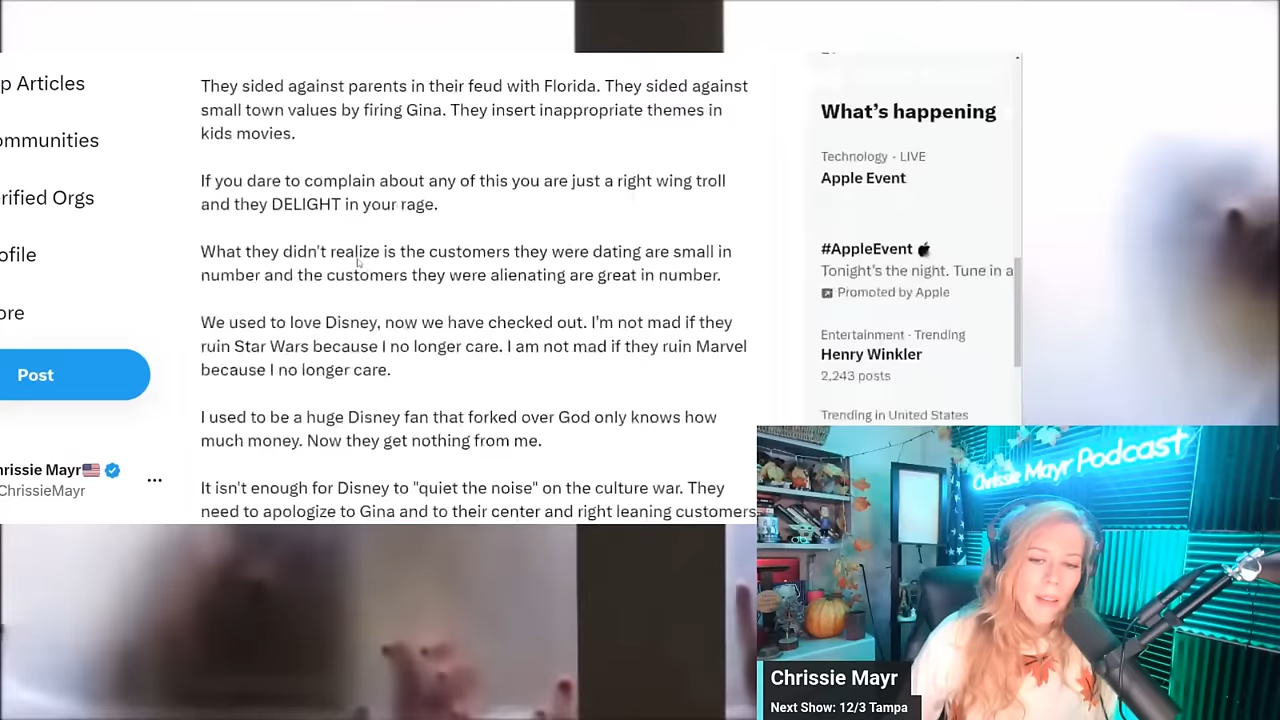 p Articles
ommunities
rified Orgs
ofile
ore
Post
hrissie Mayr
ChrissieMayr
They sided against parents in their feud with Florida. They sided against
small town values by firing Gina. They insert inappropriate themes in
kids movies.
If you dare to complain about any of this you are just a right wing troll
and they DELIGHT in your rage.
What they didn't realize is the customers they were dating are small in
number and the customers they were alienating are great in number.
We used to love Disney, now we have checked out. I'm not mad if they
ruin Star Wars because I no longer care. I am not mad if they ruin Marvel
because I no longer care.
I used to be a huge Disney fan that forked over God only knows how
much money. Now they get nothing from me.
It isn't enough for Disney to "quiet the noise" on the culture war. They
need to apologize to Gina and to their center and right leaning customers
What's happening
Technology · LIVE
Apple Event
#AppleEvent
Tonight's the night. Tune in a
Promoted by Apple
Entertainment · Trending
Henry Winkler
2,243 posts
Trending in United States
Chrissie Mayr Podcast
Chrissie Mayr
Next Show: 12/3 Tampa